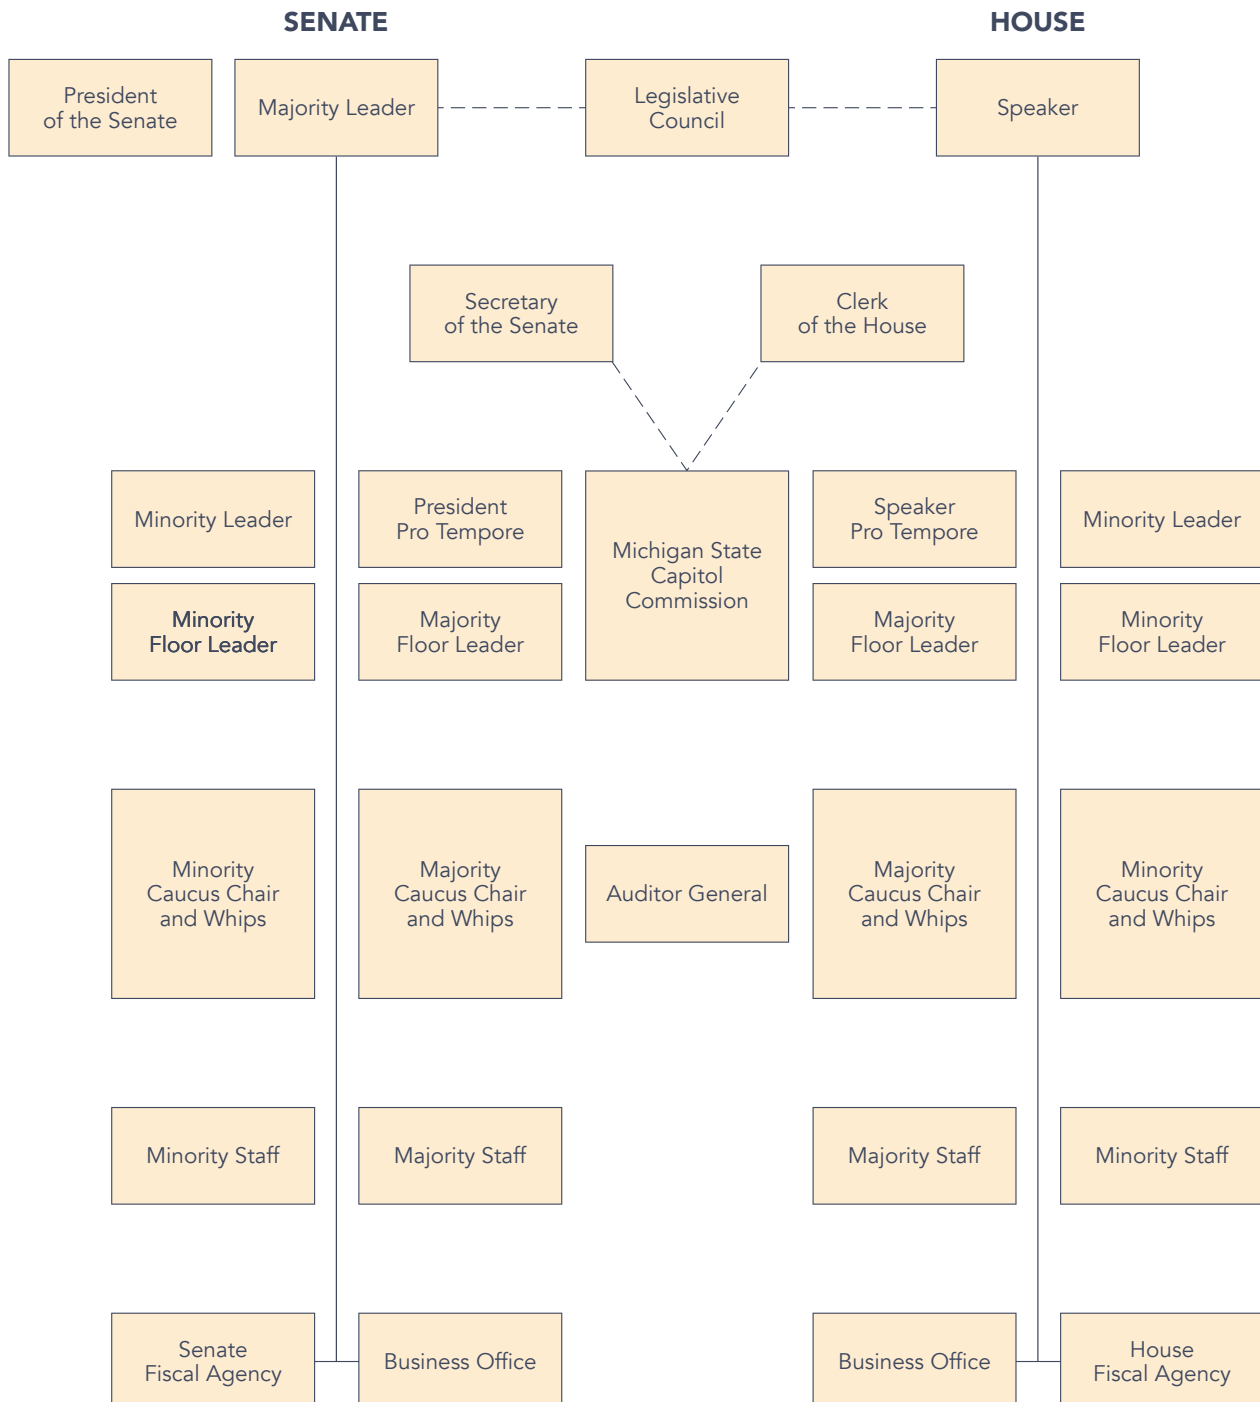 SENATE
HOUSE
President
of the Senate
Majority Leader
Legislative
Council
Speaker
Secretary
of the Senate
Clerk
of the House
Minority Leader
President
Pro Tempore
Michigan State
Capitol
Commission
Speaker
Pro Tempore
Minority Leader
Minority
Floor Leader
Majority
Floor Leader
Majority
Floor Leader
Minority
Floor Leader
Minority
Caucus Chair
and Whips
Majority
Caucus Chair
and Whips
Auditor General
Majority
Caucus Chair
and Whips
Minority
Caucus Chair
and Whips
Minority Staff
Majority Staff
Majority Staff
Minority Staff
Senate
Fiscal Agency
Business Office
Business Office
House
Fiscal Agency